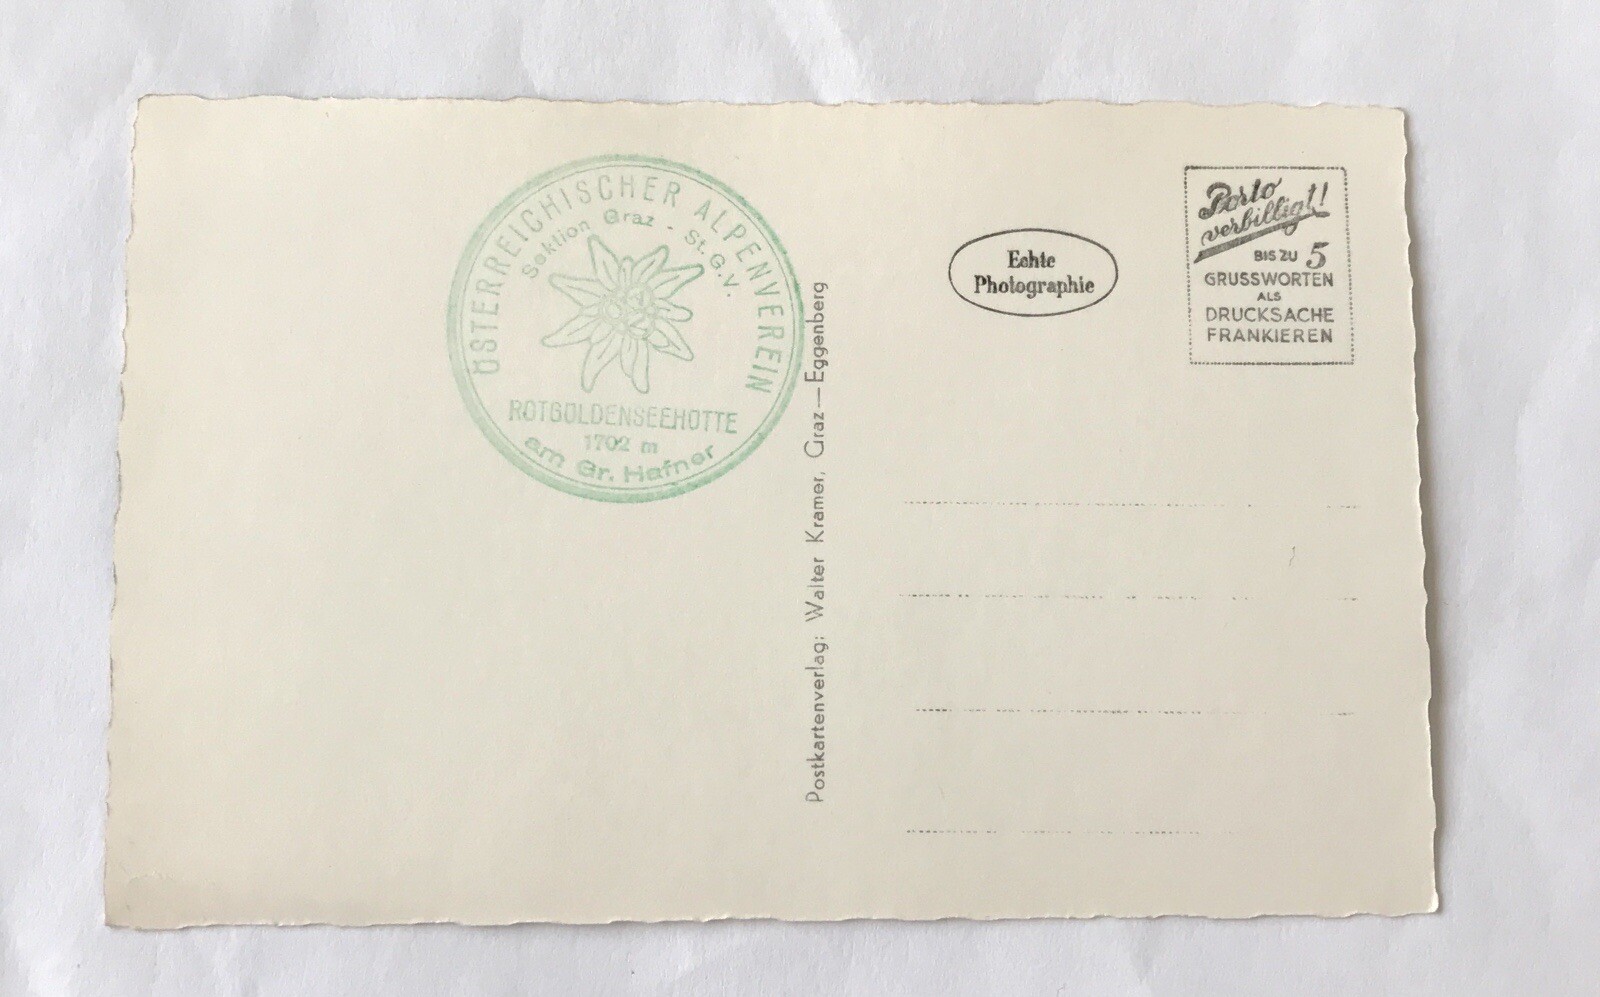 ÖSTERREICHISCHER ALPENVEREIN
Sektion Graz - St.G.V.
ROTGÜLDENSEEHÜTTE
1702 m
am Gr. Hafner
Postkartenverlag: Walter Kramer, Graz—Eggenberg
Echte
Photographie
Porto
verbilligt!!
BIS ZU 5
GRUSSWORTEN
ALS
DRUCKSACHE
FRANKIEREN